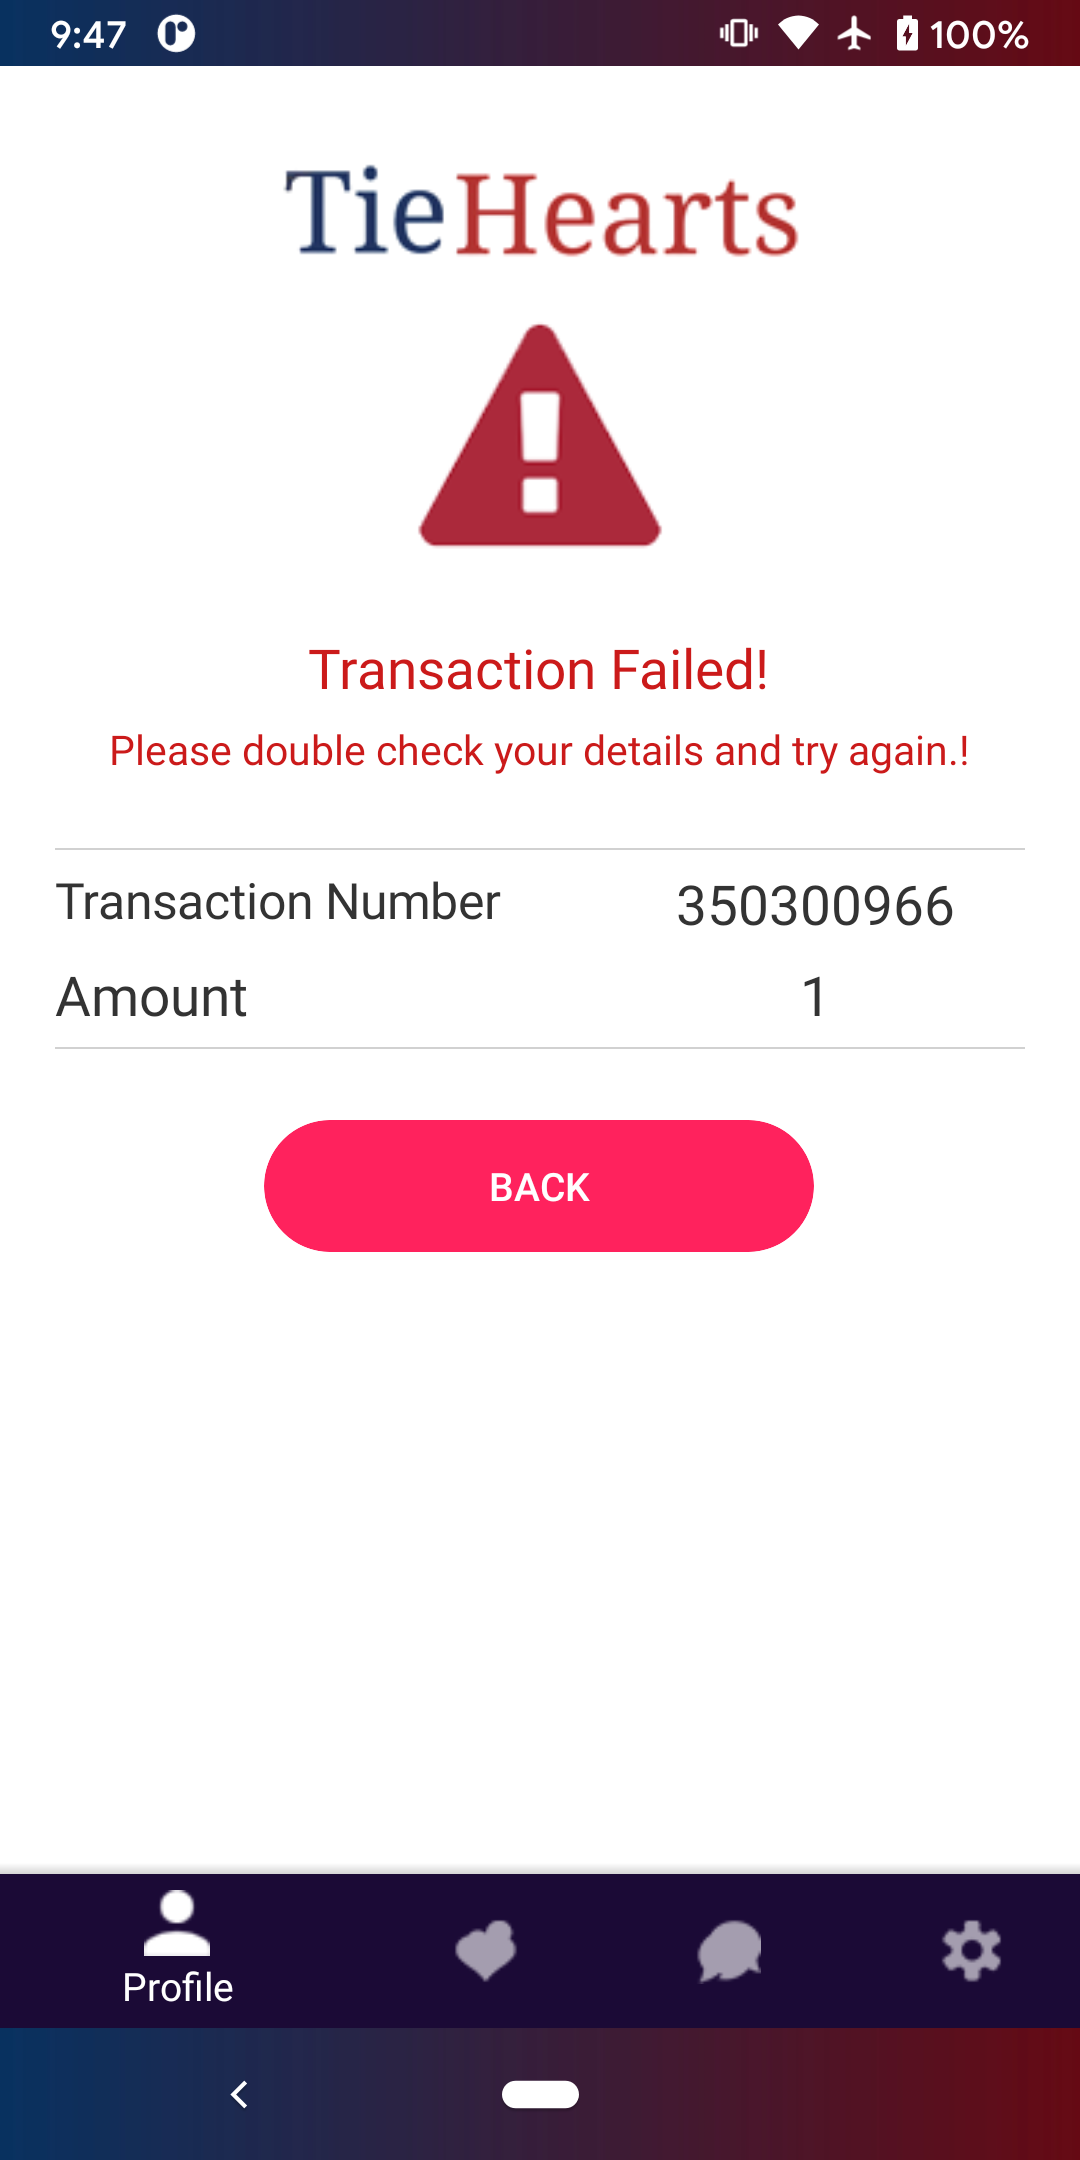 9:47 100%
TieHearts
Transaction Failed!
Please double check your details and try again.!
Transaction Number 350300966
Amount 1
BACK
Profile